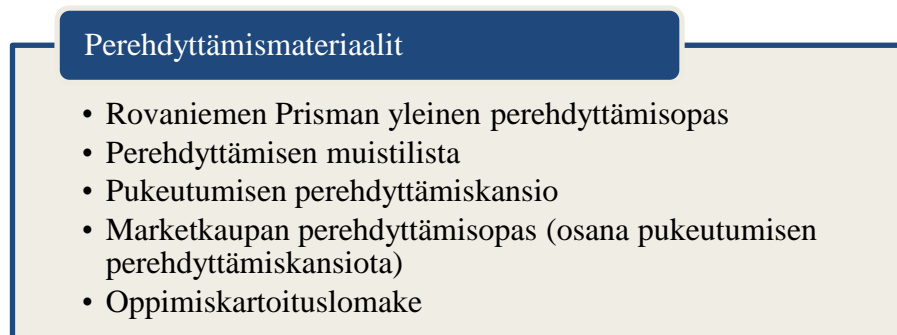 Perehdyttämismateriaalit
• Rovaniemen Prisman yleinen perehdyttämisopas
• Perehdyttämisen muistilista
• Pukeutumisen perehdyttämiskansio
• Marketkaupan perehdyttämisopas (osana pukeutumisen
perehdyttämiskansiota)
• Oppimiskartoituslomake